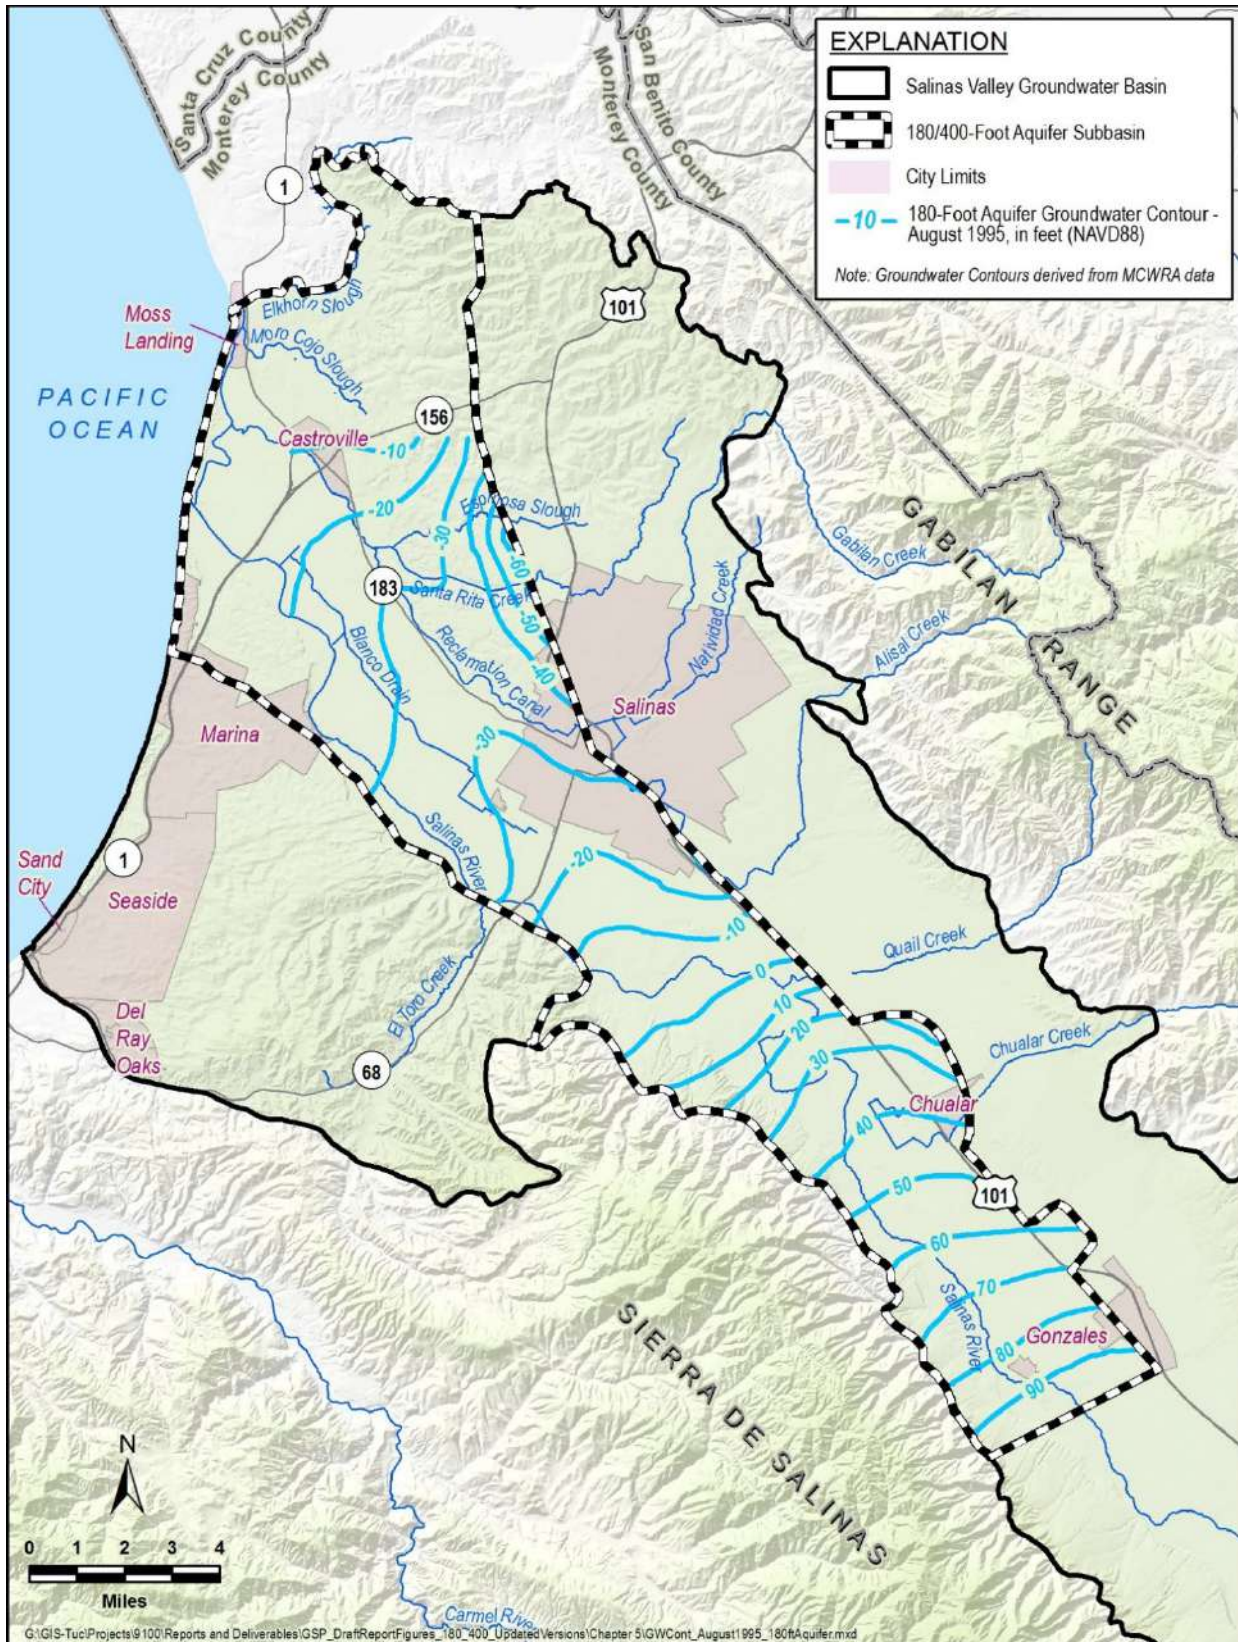 EXPLANATION
Salinas Valley Groundwater Basin
180/400-Foot Aquifer Subbasin
City Limits
-10
180-Foot Aquifer Groundwater Contour -
August 1995, in feet (NAVD88)
Note: Groundwater Contours derived from MCWRA data
Santa Cruz County
Monterey County
San Benito County
Monterey County
1
101
Elkhorn Slough
Moss
Landing
Moro Cojo Slough
PACIFIC
OCEAN
156
Castroville
-10
-20
-30
Espinosa Slough
-60
-50
-40
183
Santa Rita Creek
Blanco Drain
Reclamation Canal
Natividad Creek
Gabilan Creek
GABILAN
RANGE
Alisal Creek
Salinas
Marina
-30
Salinas River
-20
-10
0
10
20
30
40
50
60
70
80
90
Sand
City
1
Seaside
Quail Creek
El Toro Creek
Del
Ray
Oaks
68
Chualar Creek
Chualar
101
Salinas River
Gonzales
SIERRA DE SALINAS
N
0 1 2 3 4
Miles
Carmel River
G:\GIS-Tuc\Projects\9100\Reports and Deliverables\GSP_DraftReportFigures_180_400_UpdatedVersions\Chapter 5\GWCont_August1995_180ftAquifer.mxd